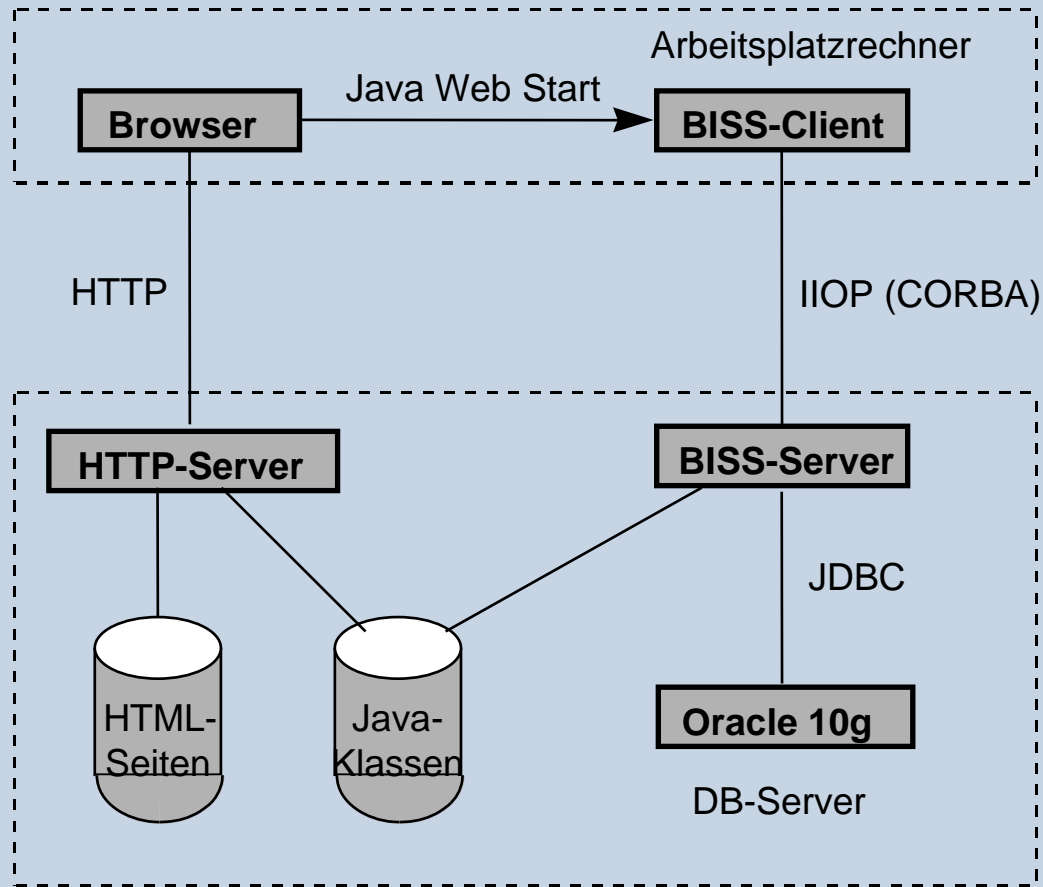 Arbeitsplatzrechner
Java Web Start
Browser
BISS-Client
HTTP
IIOP (CORBA)
HTTP-Server
BISS-Server
JDBC
HTML-
Seiten
Java-
Klassen
Oracle 10g
DB-Server